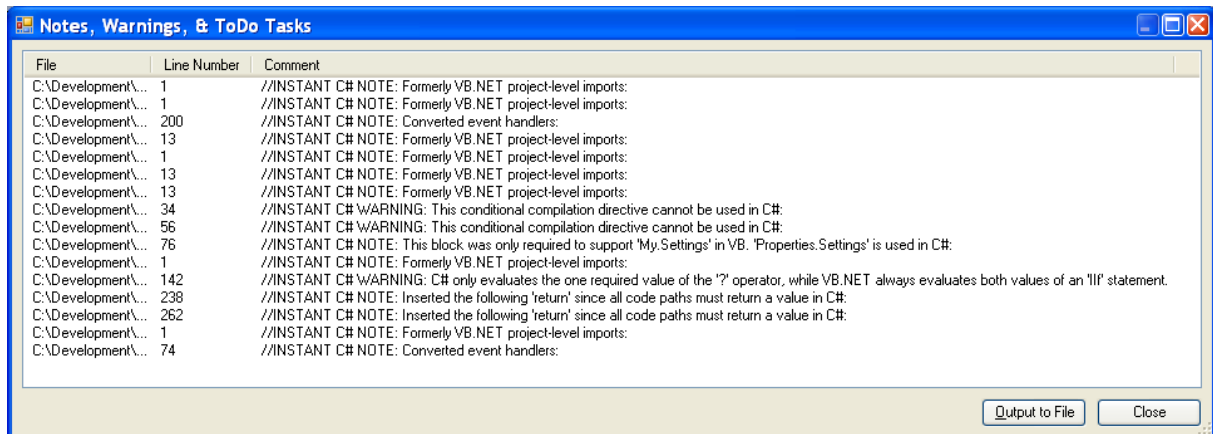 Notes, Warnings, & ToDo Tasks
File Line Number Comment
C:\Development\... 1 //INSTANT C# NOTE: Formerly VB.NET project-level imports:
C:\Development\... 1 //INSTANT C# NOTE: Formerly VB.NET project-level imports:
C:\Development\... 200 //INSTANT C# NOTE: Converted event handlers:
C:\Development\... 13 //INSTANT C# NOTE: Formerly VB.NET project-level imports:
C:\Development\... 1 //INSTANT C# NOTE: Formerly VB.NET project-level imports:
C:\Development\... 13 //INSTANT C# NOTE: Formerly VB.NET project-level imports:
C:\Development\... 13 //INSTANT C# NOTE: Formerly VB.NET project-level imports:
C:\Development\... 34 //INSTANT C# WARNING: This conditional compilation directive cannot be used in C#:
C:\Development\... 56 //INSTANT C# WARNING: This conditional compilation directive cannot be used in C#:
C:\Development\... 76 //INSTANT C# NOTE: This block was only required to support 'My.Settings' in VB. 'Properties.Settings' is used in C#:
C:\Development\... 1 //INSTANT C# NOTE: Formerly VB.NET project-level imports:
C:\Development\... 142 //INSTANT C# WARNING: C# only evaluates the one required value of the '?' operator, while VB.NET always evaluates both values of an 'IIf' statement.
C:\Development\... 238 //INSTANT C# NOTE: Inserted the following 'return' since all code paths must return a value in C#:
C:\Development\... 262 //INSTANT C# NOTE: Inserted the following 'return' since all code paths must return a value in C#:
C:\Development\... 1 //INSTANT C# NOTE: Formerly VB.NET project-level imports:
C:\Development\... 74 //INSTANT C# NOTE: Converted event handlers:
Output to File Close